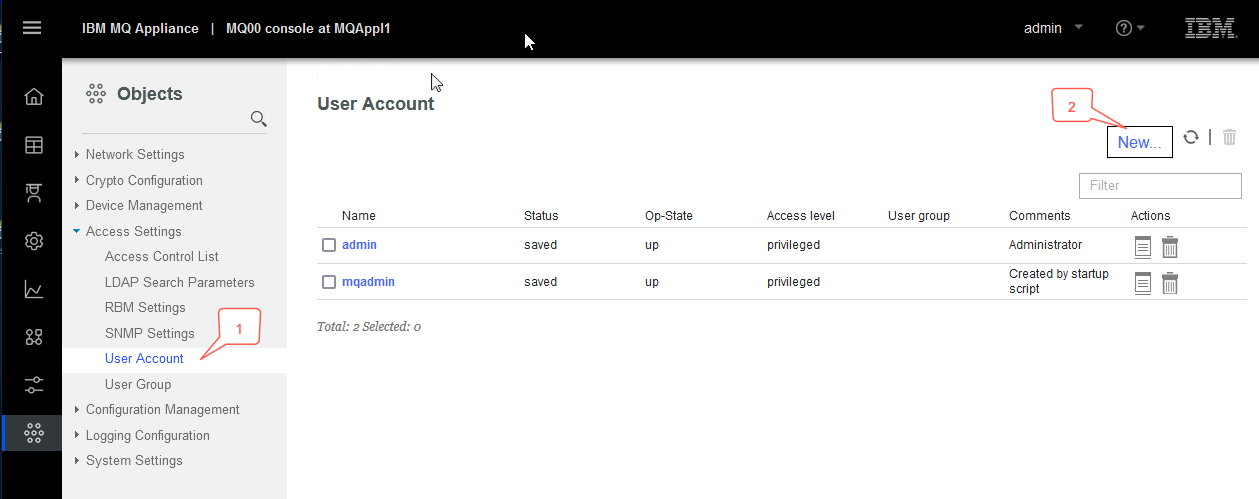 IBM MQ Appliance | MQ00 console at MQAppl1
admin
?
IBM
Objects
Network Settings
Crypto Configuration
Device Management
Access Settings
Access Control List
LDAP Search Parameters
RBM Settings
SNMP Settings
1
User Account
User Group
Configuration Management
Logging Configuration
System Settings
User Account
2
New...
Filter
Name Status Op-State Access level User group Comments Actions
admin saved up privileged Administrator
mqadmin saved up privileged Created by startup
script
Total: 2 Selected: 0